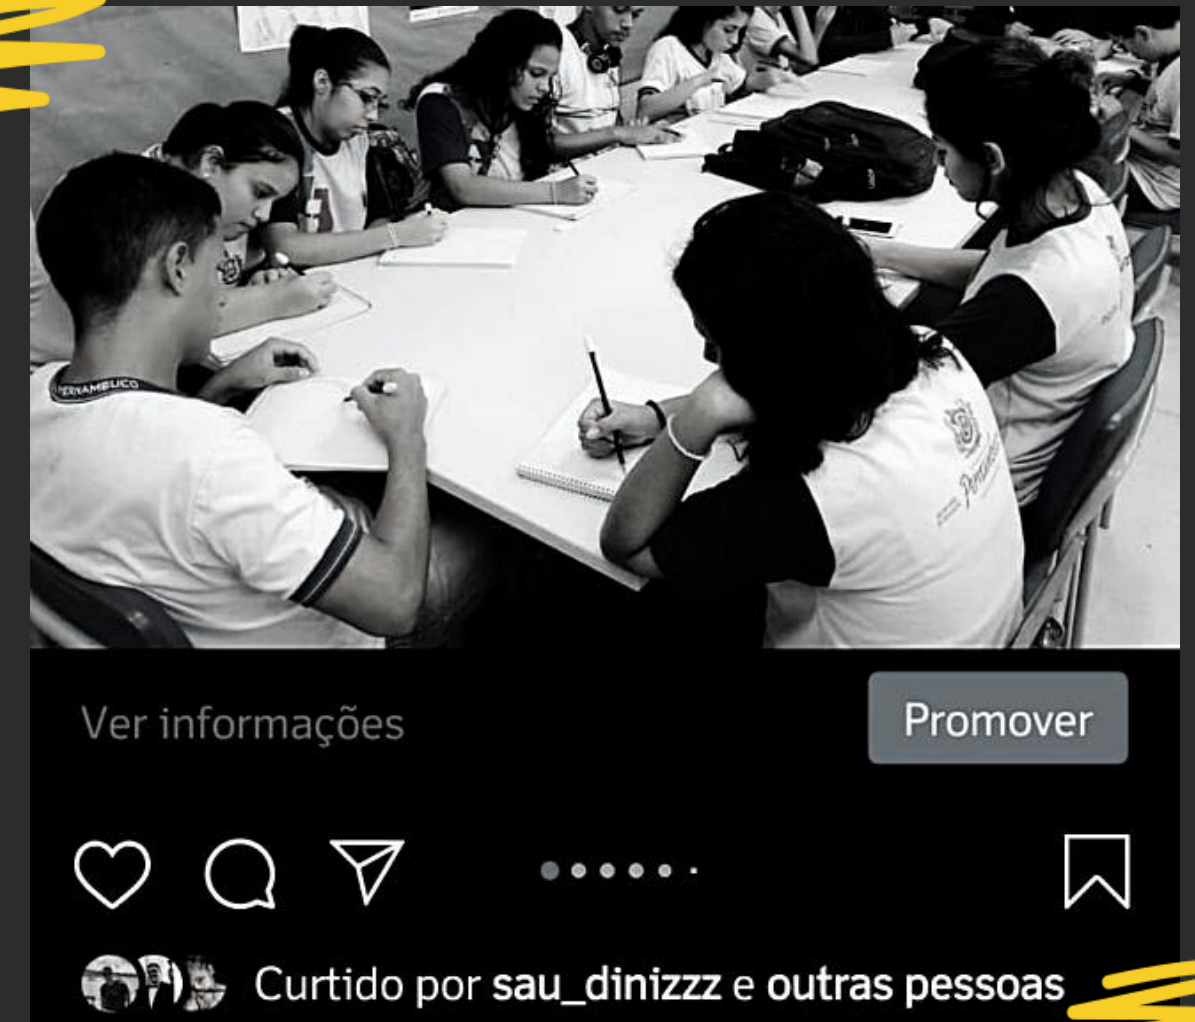 PERNAMBUCO
Ver informações
Promover
Curtido por sau_dinizzz e outras pessoas